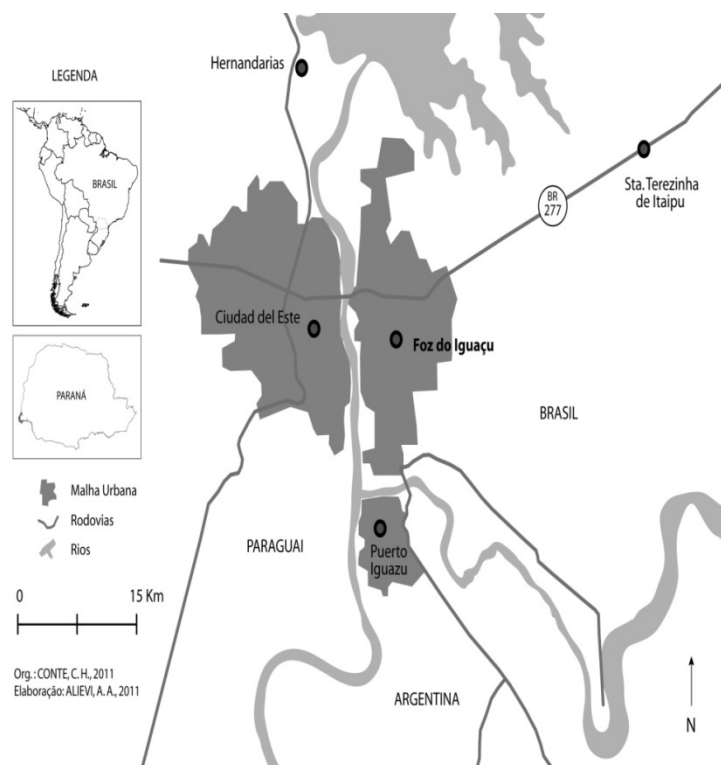 LEGENDA
BRASIL
PARANÁ
Malha Urbana
Rodovias
Rios
0 15 Km
Org.: CONTE, C. H., 2011
Elaboração: ALIEVI, A. A., 2011
Hernandarias
BR
277
Sta. Terezinha
de Itaipu
Ciudad del Este
Foz do Iguaçu
BRASIL
PARAGUAI
Puerto
Iguazu
ARGENTINA
N